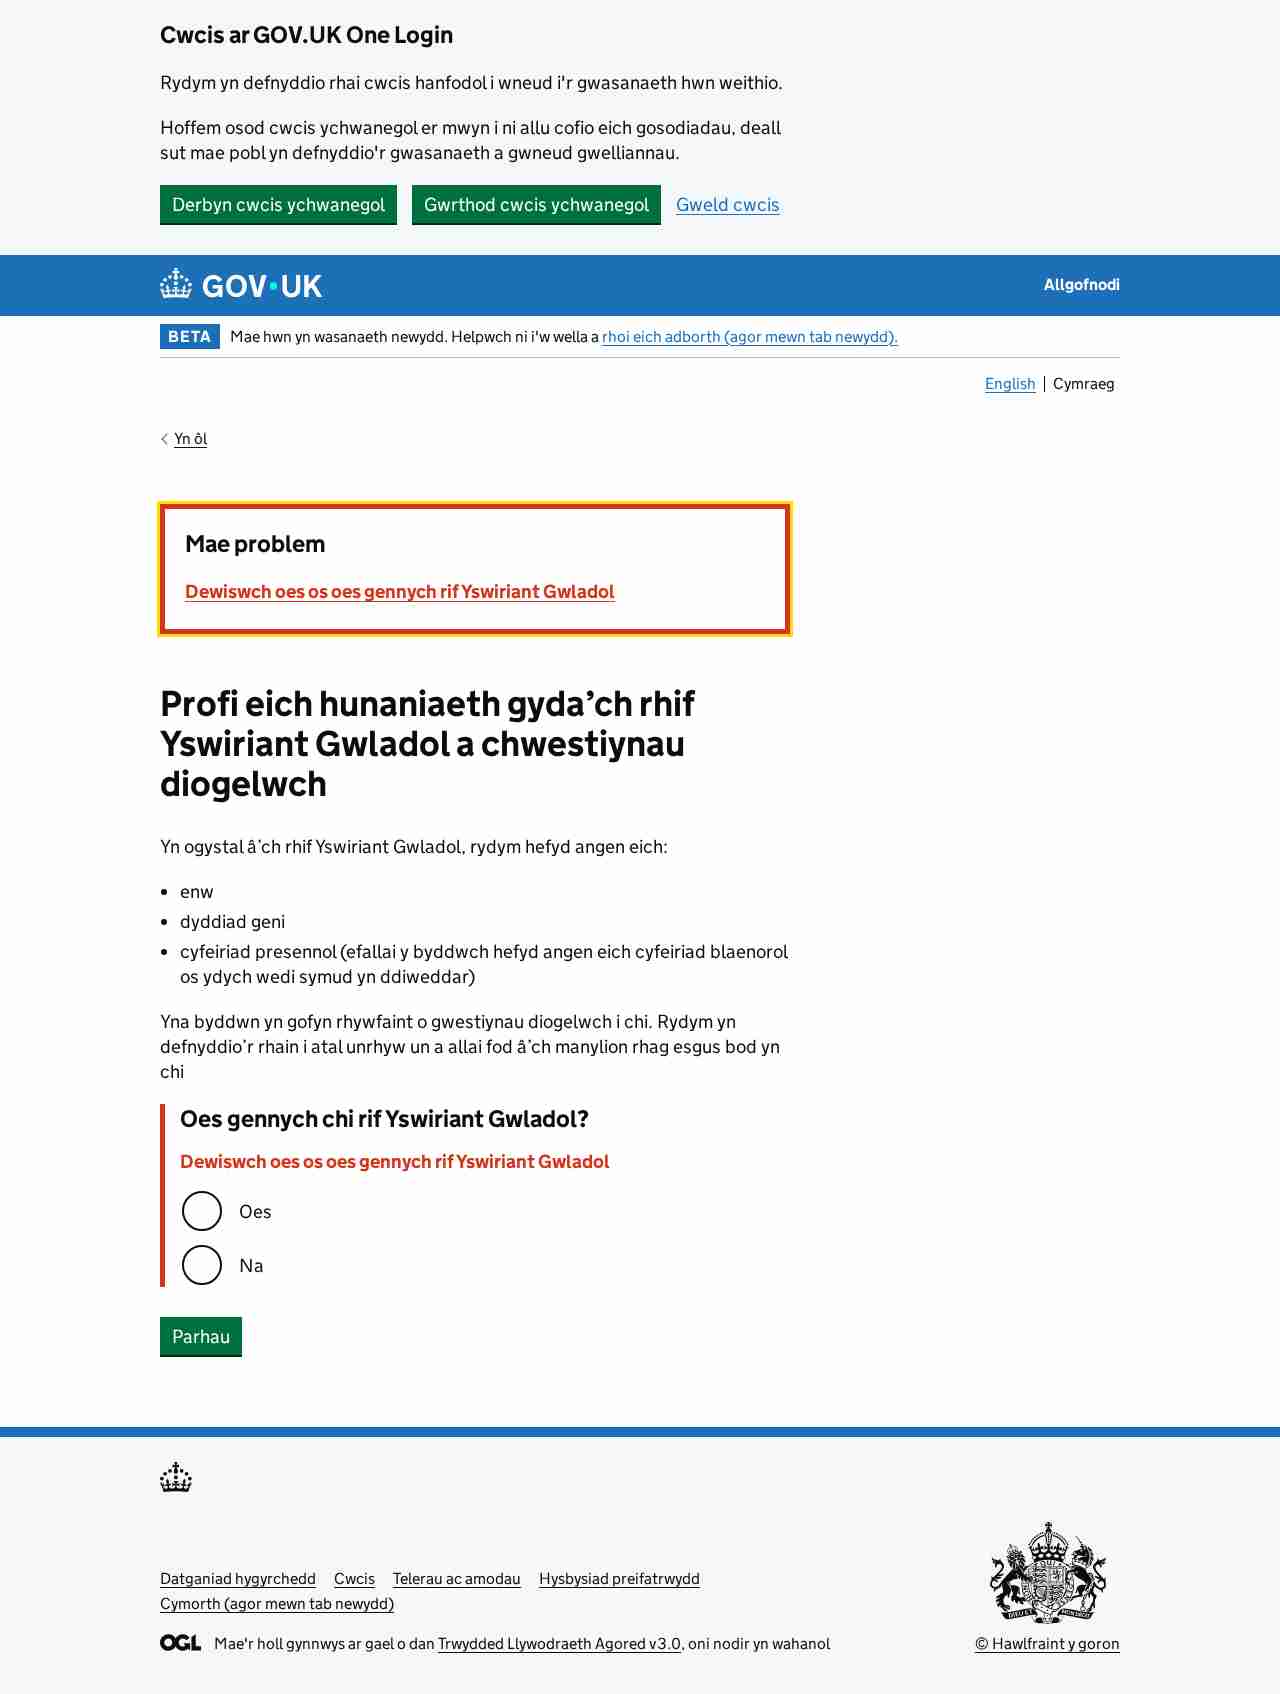 Cwcis ar GOV.UK One Login
Rydym yn defnyddio rhai cwcis hanfodol i wneud i'r gwasanaeth hwn weithio.
Hoffem osod cwcis ychwanegol er mwyn i ni allu cofio eich gosodiadau, deall
sut mae pobl yn defnyddio'r gwasanaeth a gwneud gwelliannau.
Derbyn cwcis ychwanegol Gwrthod cwcis ychwanegol Gweld cwcis
GOV·UK Allgofnodi
BETA Mae hwn yn wasanaeth newydd. Helpwch ni i'w wella a rhoi eich adborth (agor mewn tab newydd).
English Cymraeg
Yn ôl
Mae problem
Dewiswch oes os oes gennych rif Yswiriant Gwladol
Profi eich hunaniaeth gyda’ch rhif
Yswiriant Gwladol a chwestiynau
diogelwch
Yn ogystal â’ch rhif Yswiriant Gwladol, rydym hefyd angen eich:
• enw
• dyddiad geni
• cyfeiriad presennol (efallai y byddwch hefyd angen eich cyfeiriad blaenorol
os ydych wedi symud yn ddiweddar)
Yna byddwn yn gofyn rhywfaint o gwestiynau diogelwch i chi. Rydym yn
defnyddio’r rhain i atal unrhyw un a allai fod â’ch manylion rhag esgus bod yn
chi
Oes gennych chi rif Yswiriant Gwladol?
Dewiswch oes os oes gennych rif Yswiriant Gwladol
Oes
Na
Parhau
Datganiad hygyrchedd Cwcis Telerau ac amodau Hysbysiad preifatrwydd
Cymorth (agor mewn tab newydd)
OGL Mae'r holl gynnwys ar gael o dan Trwydded Llywodraeth Agored v3.0, oni nodir yn wahanol
© Hawlfraint y goron